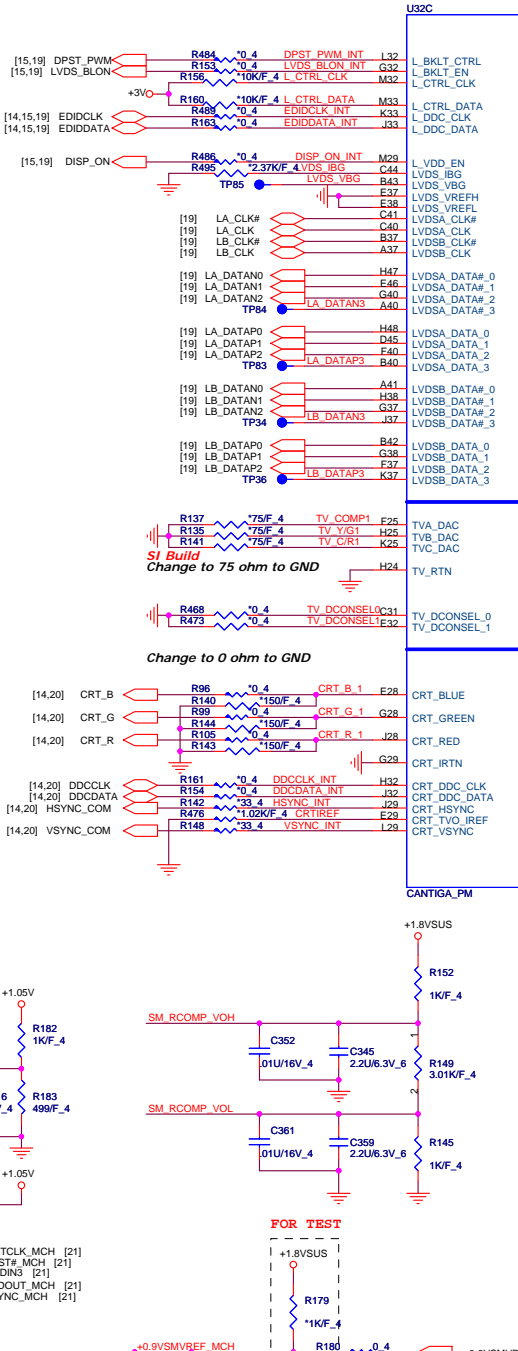 U32C
[15,19] DPST_PWM R484 *0_4 DPST_PWM_INT L32 L_BKLT_CTRL
[15,19] LVDS_BLON R153 *0_4 LVDS_BLON_INT G32 L_BKLT_EN
R156 *10K/F_4 L_CTRL_CLK M32 L_CTRL_CLK
+3V
R160 *10K/F_4 L_CTRL_DATA M33 L_CTRL_DATA
[14,15,19] EDIDCLK R489 *0_4 EDIDCLK_INT K33 L_DDC_CLK
[14,15,19] EDIDDATA R163 *0_4 EDIDDATA_INT J33 L_DDC_DATA
[15,19] DISP_ON R486 *0_4 DISP_ON_INT M29 L_VDD_EN
R495 *2.37K/F_4 LVDS_IBG C44 LVDS_IBG
TP85 B43 LVDS_VBG
E37 LVDS_VREFH
E38 LVDS_VREFL
[19] LA_CLK# C41 LVDSA_CLK#
[19] LA_CLK C40 LVDSA_CLK
[19] LB_CLK# B37 LVDSB_CLK#
[19] LB_CLK A37 LVDSB_CLK
[19] LA_DATAN0 H47 LVDSA_DATA#_0
[19] LA_DATAN1 E46 LVDSA_DATA#_1
[19] LA_DATAN2 G40 LVDSA_DATA#_2
TP84 LA_DATAN3 A40 LVDSA_DATA#_3
[19] LA_DATAP0 H48 LVDSA_DATA_0
[19] LA_DATAP1 D45 LVDSA_DATA_1
[19] LA_DATAP2 F40 LVDSA_DATA_2
TP83 LA_DATAP3 B40 LVDSA_DATA_3
[19] LB_DATAN0 A41 LVDSB_DATA#_0
[19] LB_DATAN1 H38 LVDSB_DATA#_1
[19] LB_DATAN2 G37 LVDSB_DATA#_2
TP34 LB_DATAN3 J37 LVDSB_DATA#_3
[19] LB_DATAP0 B42 LVDSB_DATA_0
[19] LB_DATAP1 G38 LVDSB_DATA_1
[19] LB_DATAP2 F37 LVDSB_DATA_2
TP36 LB_DATAP3 K37 LVDSB_DATA_3
R137 *75/F_4 TV_COMP1 F25 TVA_DAC
R135 *75/F_4 TV_Y/G1 H25 TVB_DAC
R141 *75/F_4 TV_C/R1 K25 TVC_DAC
SI Build
Change to 75 ohm to GND
H24 TV_RTN
R468 *0_4 TV_DCONSEL0 C31 TV_DCONSEL_0
R473 *0_4 TV_DCONSEL1 E32 TV_DCONSEL_1
Change to 0 ohm to GND
[14,20] CRT_B R96 *0_4 CRT_B_1 E28 CRT_BLUE
R140 *150/F_4
[14,20] CRT_G R99 *0_4 CRT_G_1 G28 CRT_GREEN
R144 *150/F_4
[14,20] CRT_R R105 *0_4 CRT_R_1 J28 CRT_RED
R143 *150/F_4
G29 CRT_IRTN
[14,20] DDCCLK R161 *0_4 DDCCLK_INT H32 CRT_DDC_CLK
[14,20] DDCDATA R154 *0_4 DDCDATA_INT J32 CRT_DDC_DATA
[14,20] HSYNC_COM R142 *33_4 HSYNC_INT J29 CRT_HSYNC
R476 *1.02K/F_4 CRTIREF E29 CRT_TVO_IREF
[14,20] VSYNC_COM R148 *33_4 VSYNC_INT L29 CRT_VSYNC
CANTIGA_PM
+1.8VSUS
R152
1K/F_4
+1.05V
R182
1K/F_4
SM_RCOMP_VOH
1
C352
.01U/16V_4
C345
2.2U/6.3V_6
R149
3.01K/F_4
2
6
_4
R183
499/F_4
SM_RCOMP_VOL
C361
.01U/16V_4
C359
2.2U/6.3V_6
R145
1K/F_4
+1.05V
FOR TEST
TCLK_MCH [21]
ST#_MCH [21]
DIN3 [21]
DOUT_MCH [21]
YNC_MCH [21]
+1.8VSUS
R179
*1K/F_4
+0.9VSMVREF_MCH
R180 0_4